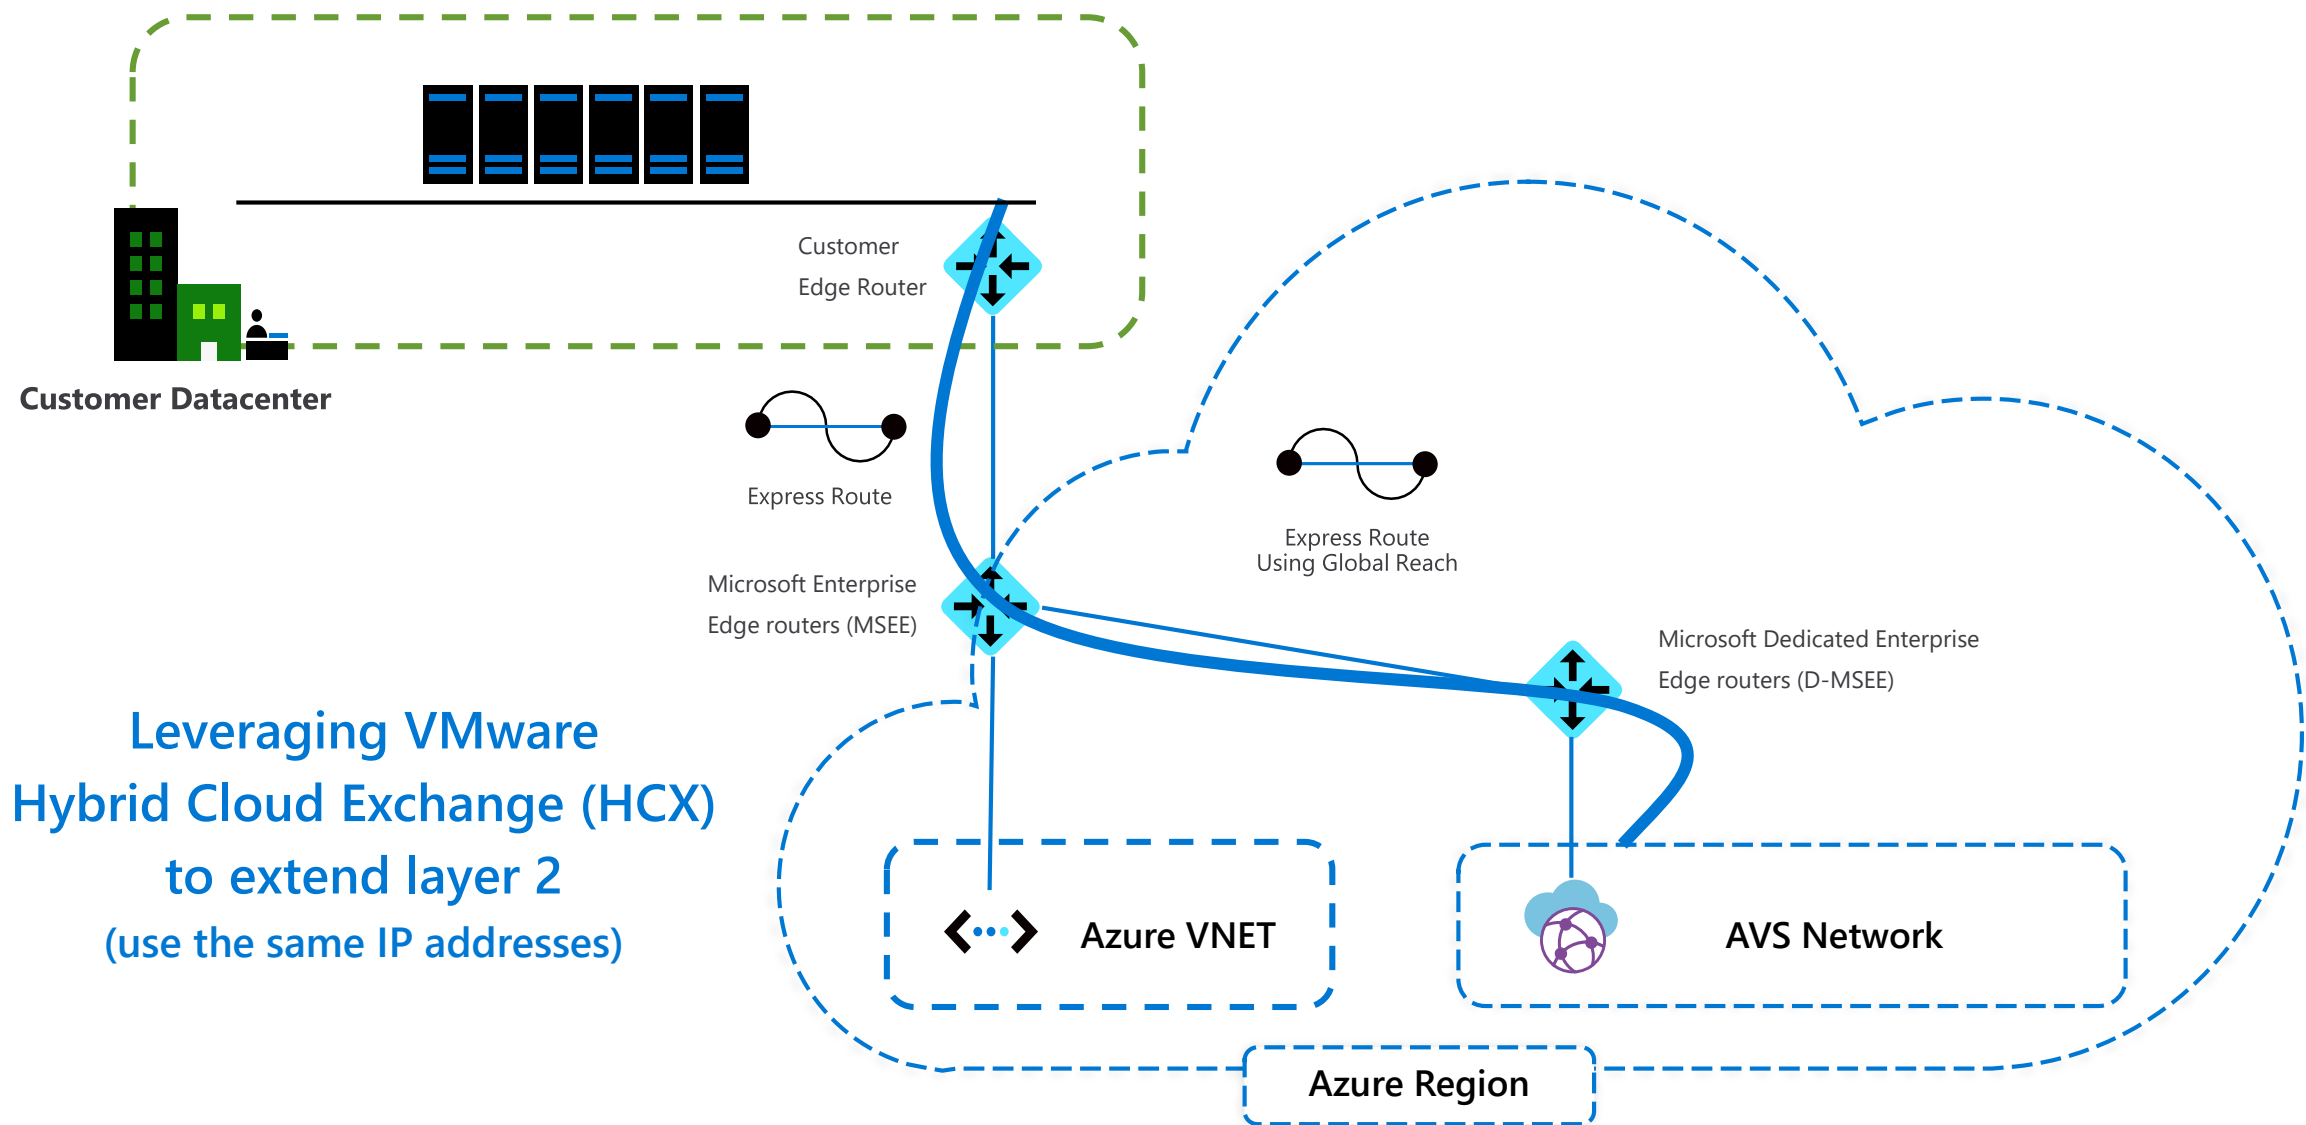 Customer
Edge Router
Customer Datacenter
Express Route
Express Route
Using Global Reach
Microsoft Enterprise
Edge routers (MSEE)
Microsoft Dedicated Enterprise
Edge routers (D-MSEE)
Leveraging VMware
Hybrid Cloud Exchange (HCX)
to extend layer 2
(use the same IP addresses)
Azure VNET
AVS Network
Azure Region